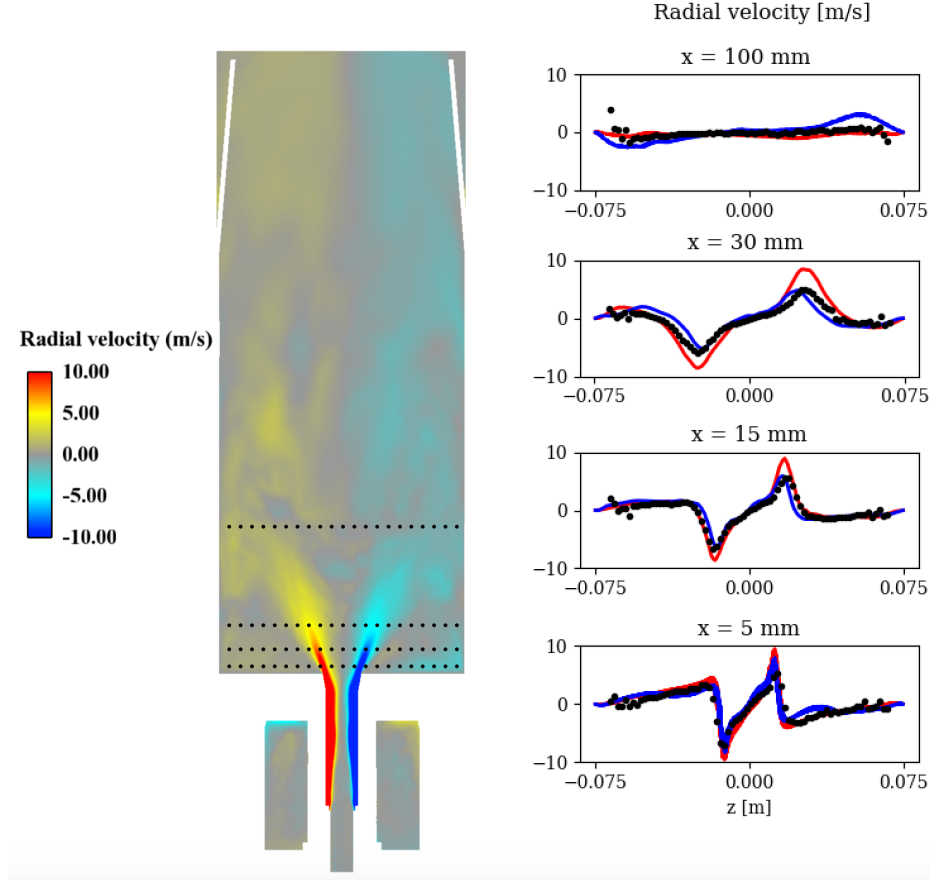 Radial velocity [m/s]
x = 100 mm
10
0
−10
−0.075 0.000 0.075
x = 30 mm
10
0
−10
−0.075 0.000 0.075
Radial velocity (m/s)
10.00
5.00
0.00
-5.00
-10.00
x = 15 mm
10
0
−10
−0.075 0.000 0.075
x = 5 mm
10
0
−10
−0.075 0.000 0.075
z [m]